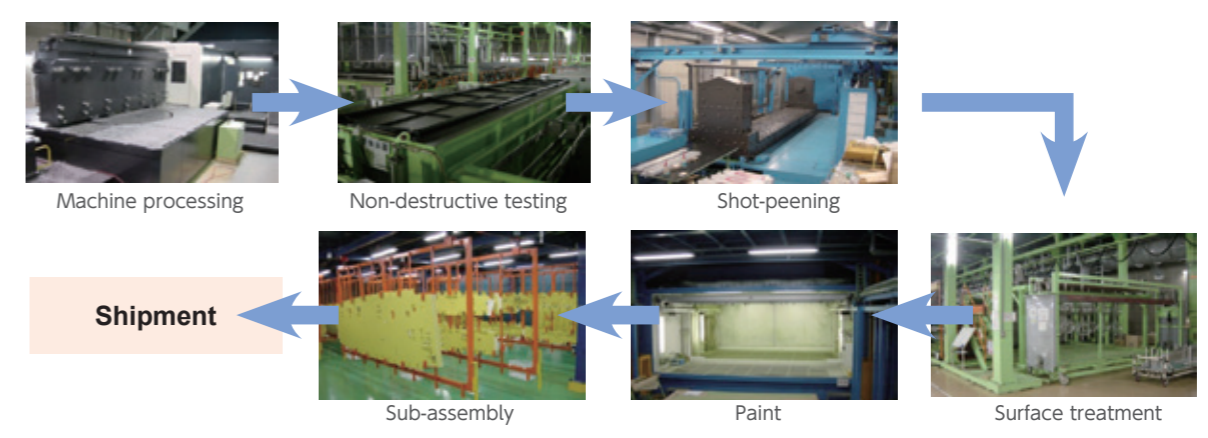 Machine processing
Non-destructive testing
Shot-peening
Surface treatment
Paint
Sub-assembly
Shipment